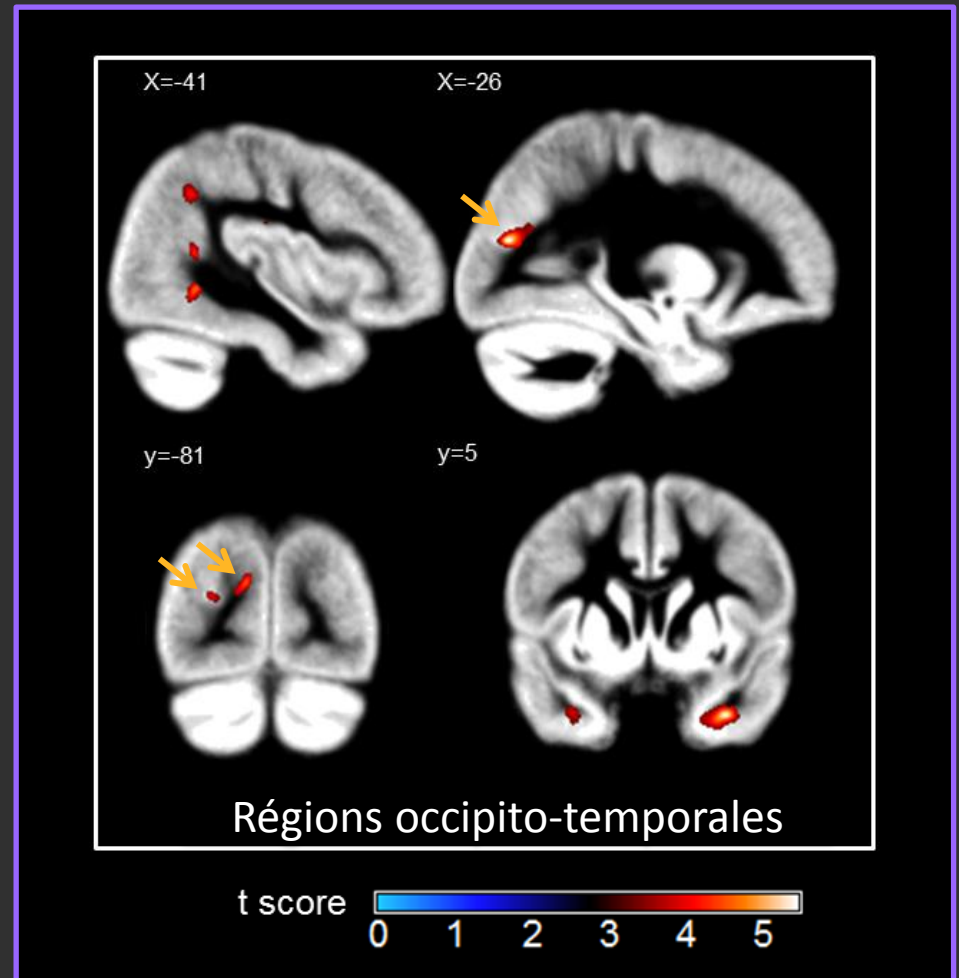 X=-41
X=-26
y=-81
y=5
Régions occipito-temporales
t score
0 1 2 3 4 5